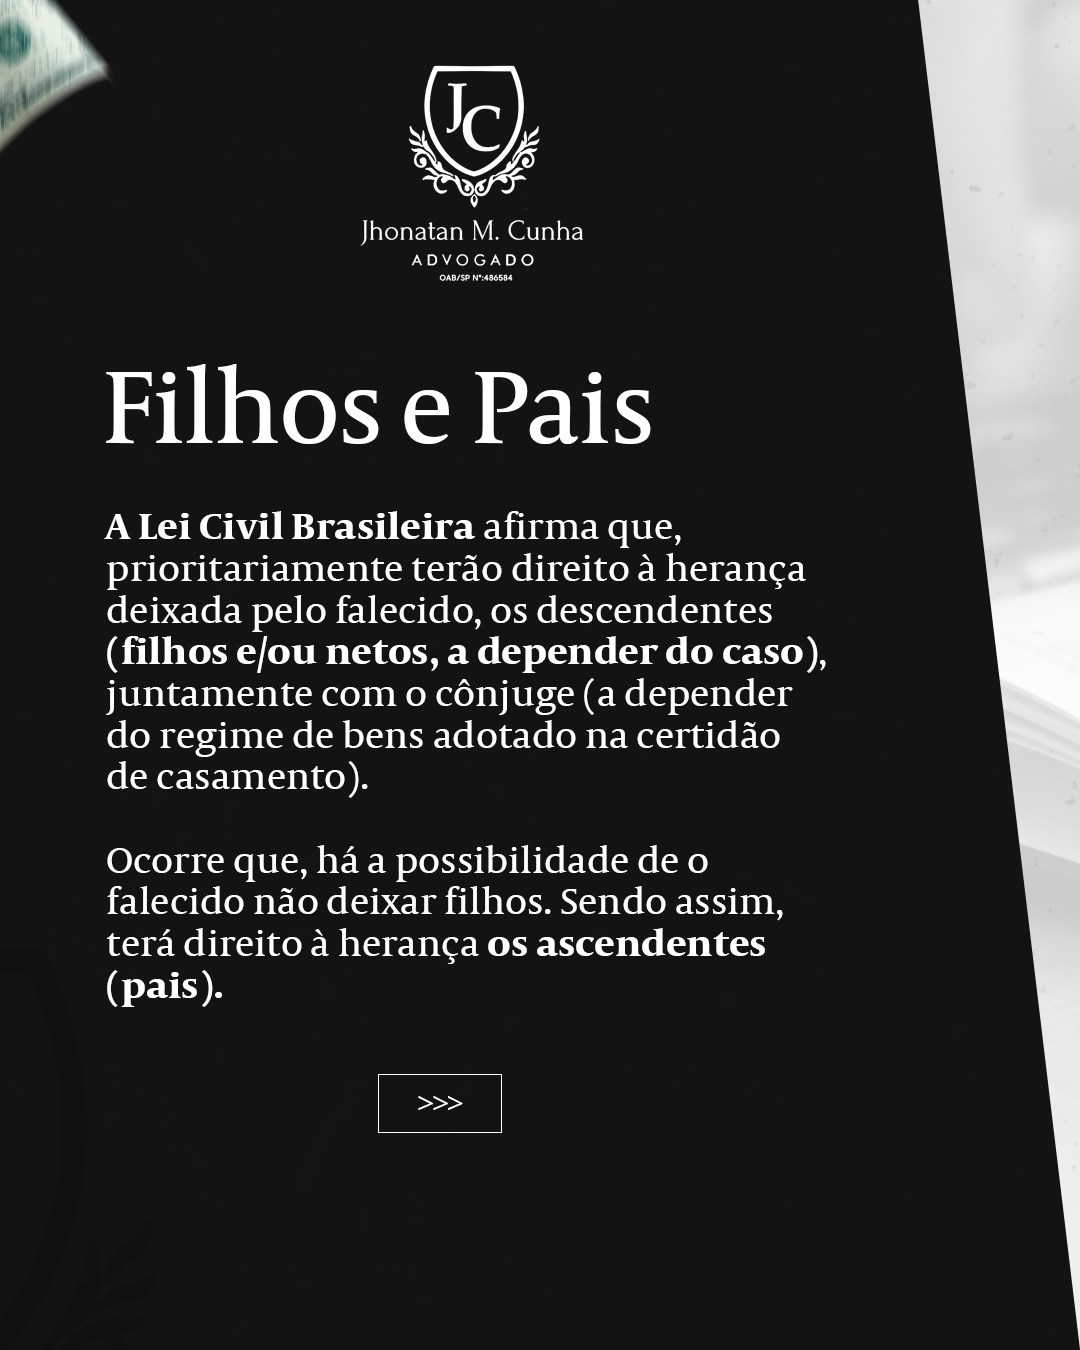 JC
Jhonatan M. Cunha
ADVOGADO
OAB/SP N°:486584
Filhos e Pais
A Lei Civil Brasileira afirma que,
prioritariamente terão direito à herança
deixada pelo falecido, os descendentes
(filhos e/ou netos, a depender do caso),
juntamente com o cônjuge (a depender
do regime de bens adotado na certidão
de casamento).
Ocorre que, há a possibilidade de o
falecido não deixar filhos. Sendo assim,
terá direito à herança os ascendentes
(pais).
>>>